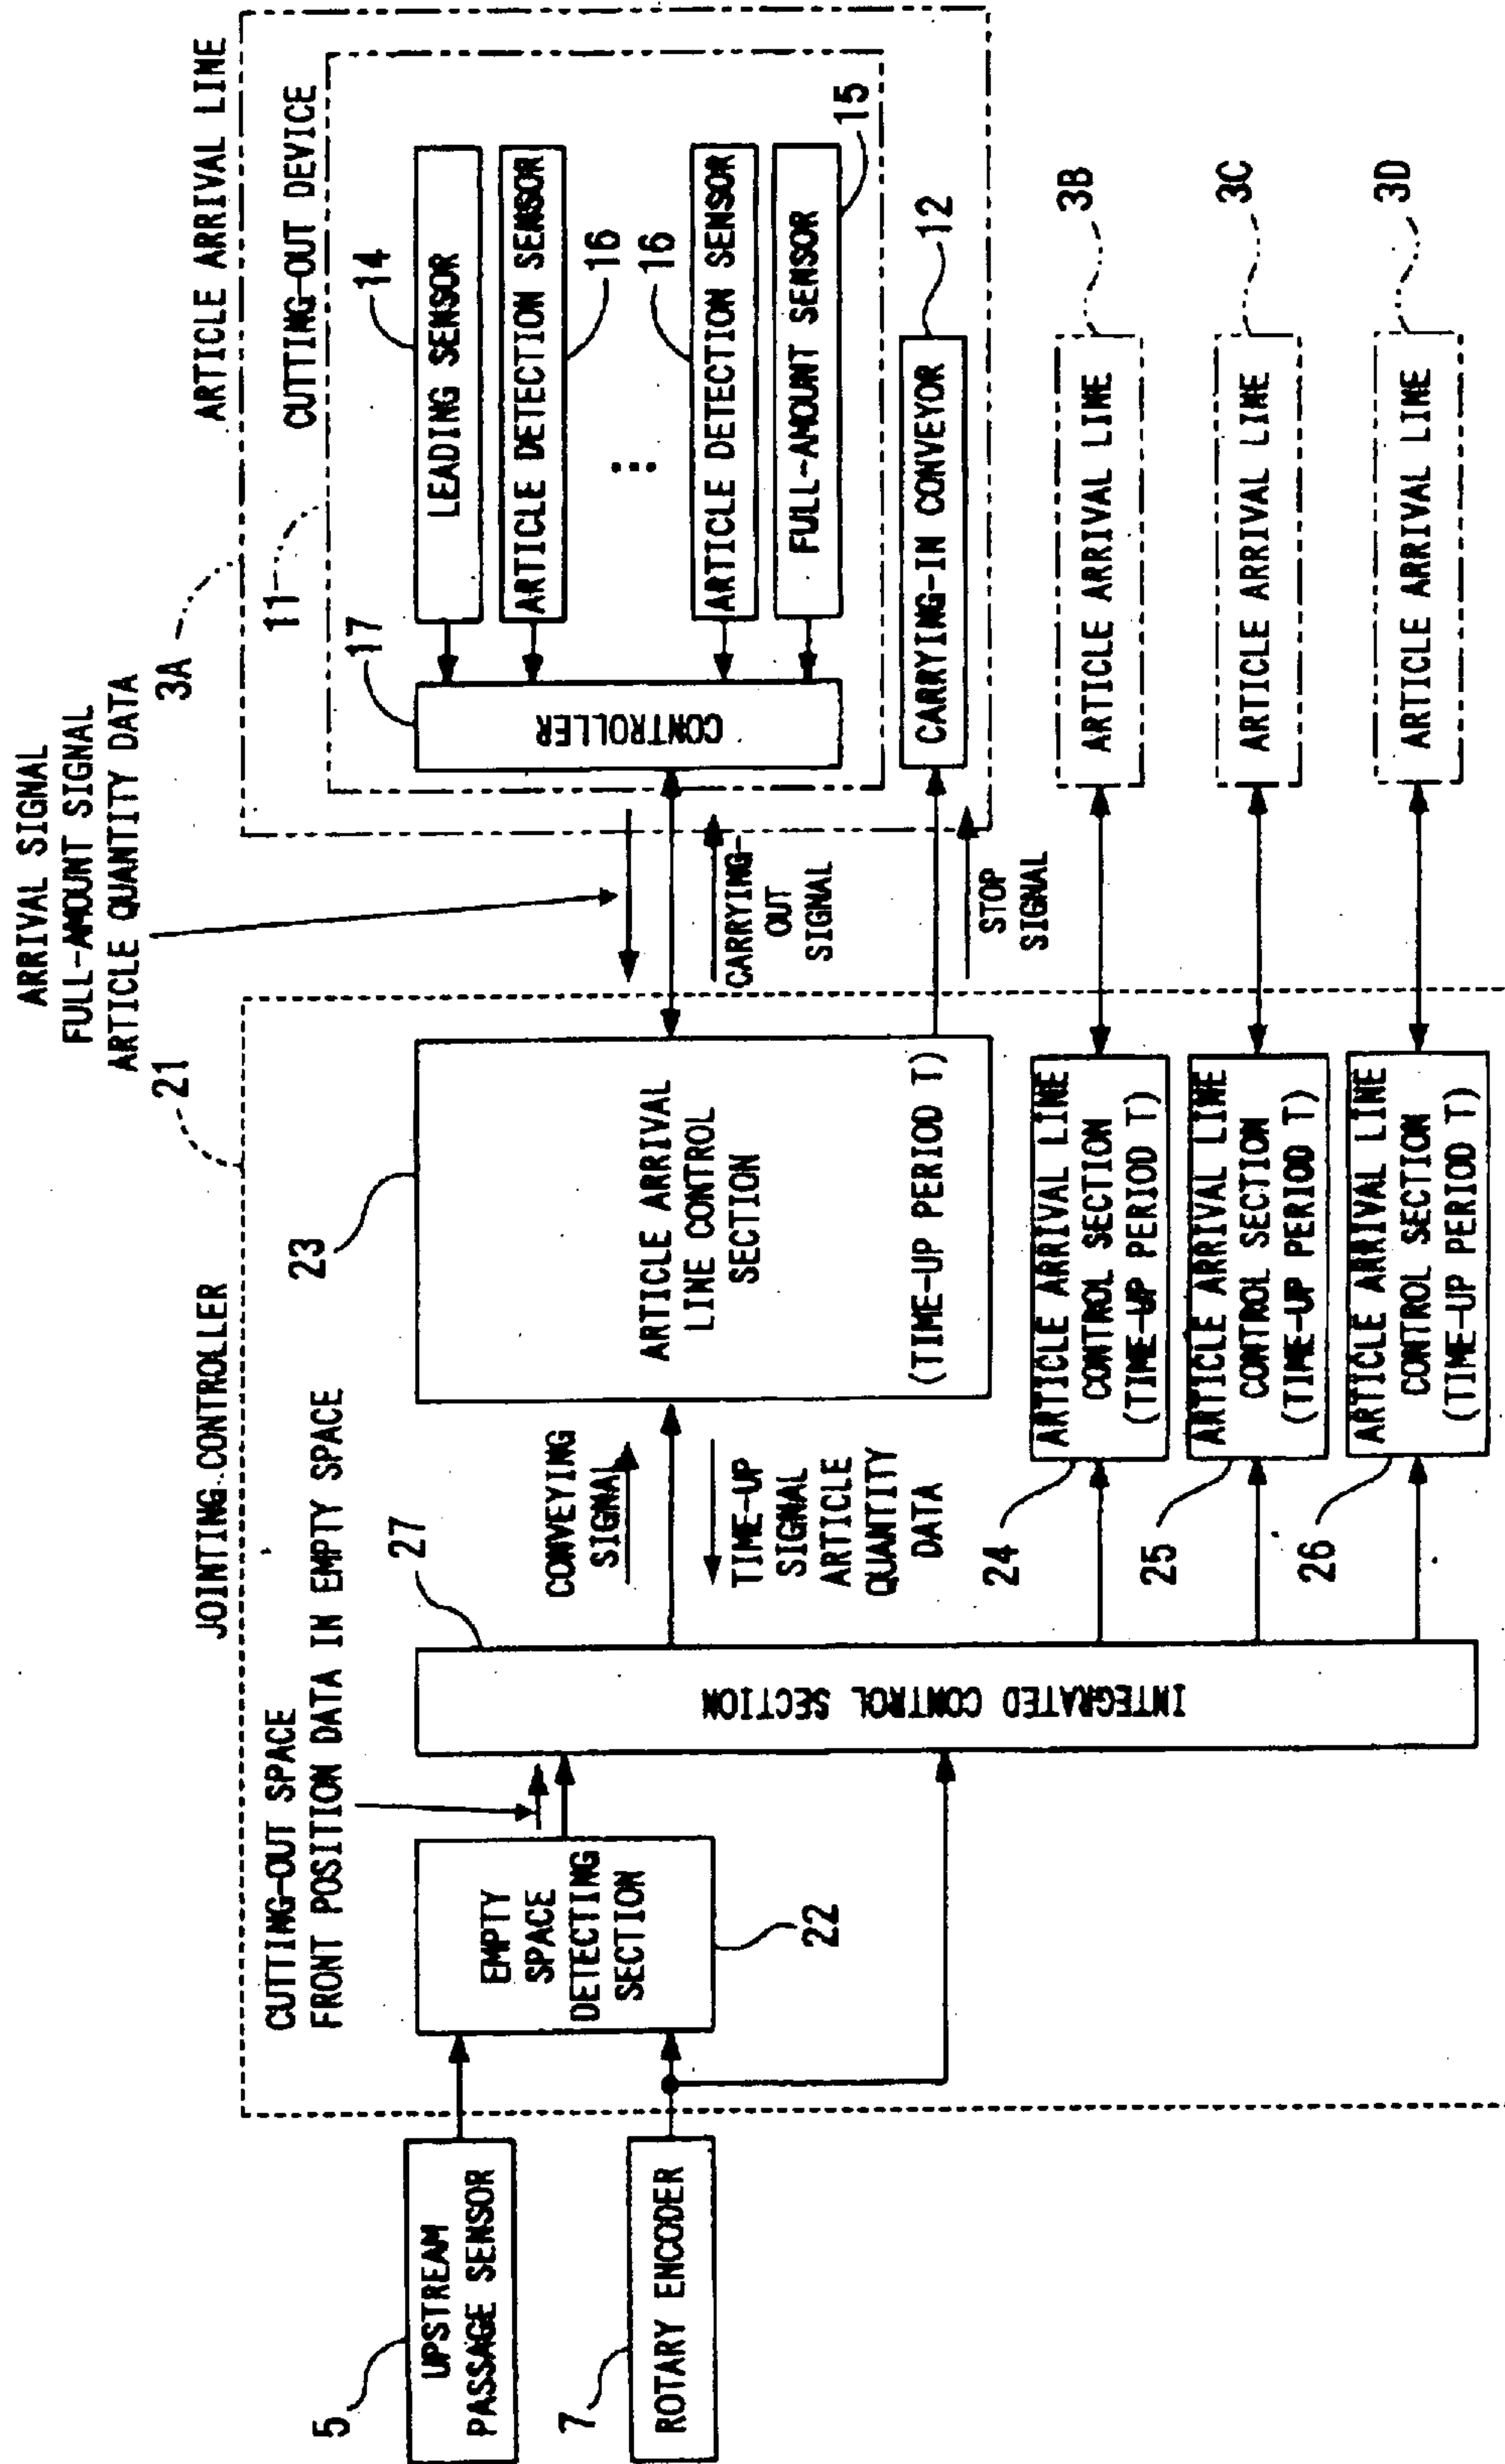 ARRIVAL SIGNAL
FULL-AMOUNT SIGNAL
ARTICLE QUANTITY DATA
3A
ARTICLE ARRIVAL LINE
11
CUTTING-OUT DEVICE
17
CONTROLLER
14
LEADING SENSOR
ARTICLE DETECTION SENSOR
16
16
ARTICLE DETECTION SENSOR
FULL-AMOUNT SENSOR
15
CARRYING-IN CONVEYOR
12
CARRYING-
OUT
SIGNAL
STOP
SIGNAL
21
JOINTING CONTROLLER
CUTTING-OUT SPACE
FRONT POSITION DATA IN EMPTY SPACE
5
UPSTREAM
PASSAGE SENSOR
7
ROTARY ENCODER
EMPTY
SPACE
DETECTING
SECTION
22
27
INTEGRATED CONTROL SECTION
CONVEYING
SIGNAL
TIME-UP
SIGNAL
ARTICLE
QUANTITY
DATA
23
ARTICLE ARRIVAL
LINE CONTROL
SECTION
(TIME-UP PERIOD T)
24
ARTICLE ARRIVAL LINE
CONTROL SECTION
(TIME-UP PERIOD T)
ARTICLE ARRIVAL LINE
3B
25
ARTICLE ARRIVAL LINE
CONTROL SECTION
(TIME-UP PERIOD T)
ARTICLE ARRIVAL LINE
3C
26
ARTICLE ARRIVAL LINE
CONTROL SECTION
(TIME-UP PERIOD T)
ARTICLE ARRIVAL LINE
3D